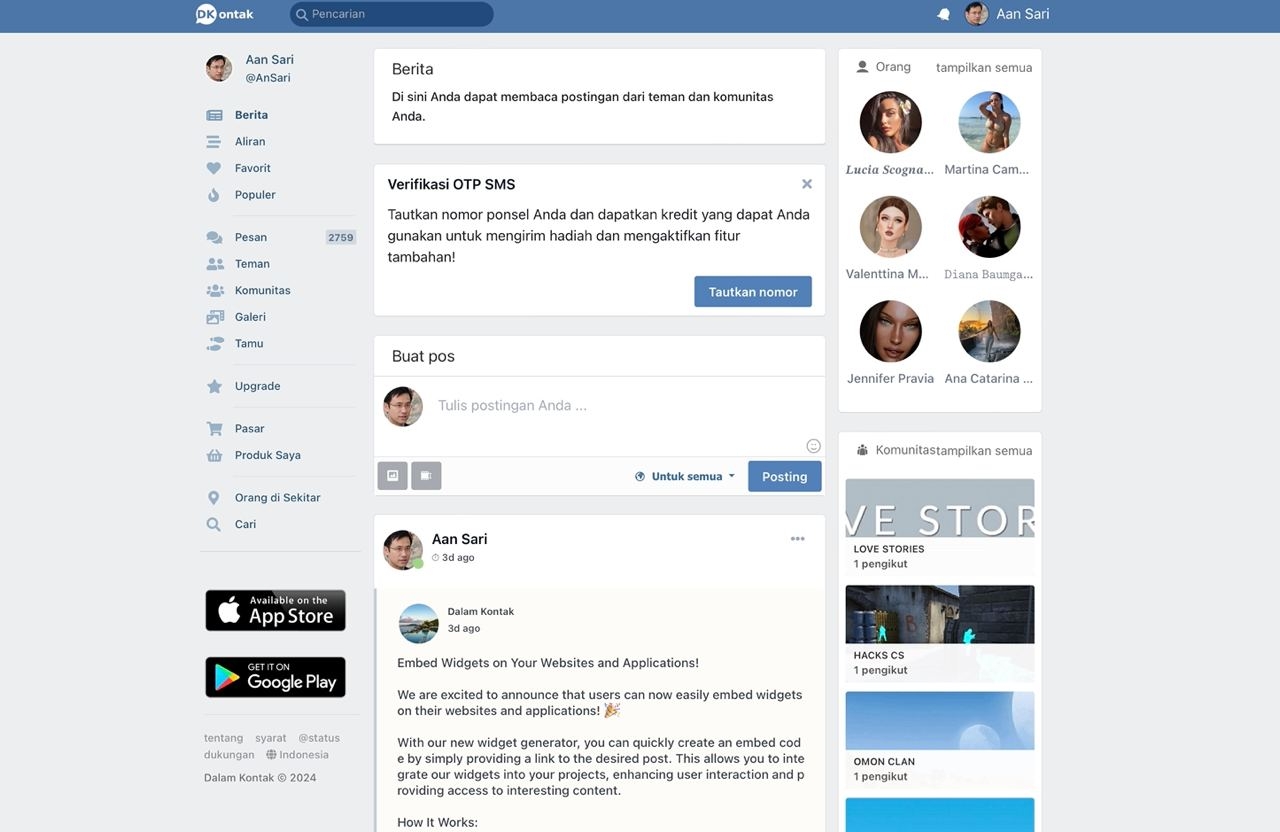 DKontak
Pencarian
Aan Sari
Aan Sari
@AnSari
Berita
Aliran
Favorit
Populer
Pesan 2759
Teman
Komunitas
Galeri
Tamu
Upgrade
Pasar
Produk Saya
Orang di Sekitar
Cari
Available on the
App Store
GET IT ON
Google Play
tentang syarat @status
dukungan Indonesia
Dalam Kontak © 2024
Berita
Di sini Anda dapat membaca postingan dari teman dan komunitas
Anda.
Verifikasi OTP SMS
Tautkan nomor ponsel Anda dan dapatkan kredit yang dapat Anda
gunakan untuk mengirim hadiah dan mengaktifkan fitur
tambahan!
Tautkan nomor
Buat pos
Tulis postingan Anda ...
Untuk semua
Posting
Aan Sari
3d ago
Dalam Kontak
3d ago
Embed Widgets on Your Websites and Applications!
We are excited to announce that users can now easily embed widgets
on their websites and applications! 🎉
With our new widget generator, you can quickly create an embed cod
e by simply providing a link to the desired post. This allows you to inte
grate our widgets into your projects, enhancing user interaction and p
roviding access to interesting content.
How It Works:
Orang tampilkan semua
Lucia Scogna...
Martina Cam...
Valenttina M...
Diana Baumga...
Jennifer Pravia
Ana Catarina ...
Komunitas tampilkan semua
VE STOR
LOVE STORIES
1 pengikut
B
HACKS CS
1 pengikut
OMON CLAN
1 pengikut